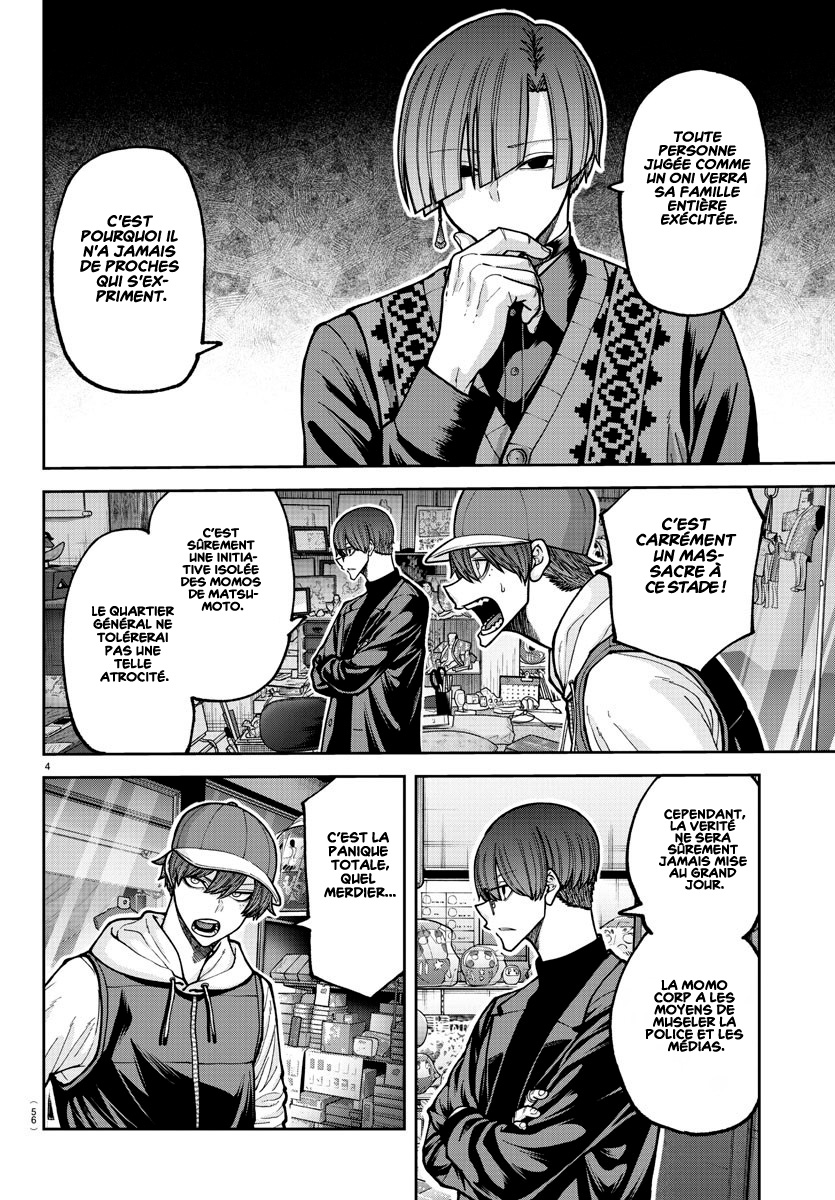 TOUTE
PERSONNE
JUGÉE COMME
UN ONI VERRA
SA FAMILLE
ENTIÈRE
EXÉCUTÉE.
C'EST
POURQUOI IL
N'A JAMAIS
DE PROCHES
QUI S'EX-
PRIMENT.
C'EST
CARRÉMENT
UN MAS-
SACRE À
CE STADE !
C'EST
SÛREMENT
UNE INITIA-
TIVE ISOLÉE
DES MOMOS
DE MATSU-
MOTO.
LE QUARTIER
GÉNÉRAL NE
TOLÉRERAI
PAS UNE
TELLE
ATROCITÉ.
4
CEPENDANT,
LA VERITÉ
NE SERA
SÛREMENT
JAMAIS MISE
AU GRAND
JOUR.
LA MOMO
CORP A LES
MOYENS DE
MUSELER LA
POLICE ET LES
MÉDIAS.
C'EST LA
PANIQUE
TOTALE,
QUEL
MERDIER...
(56)